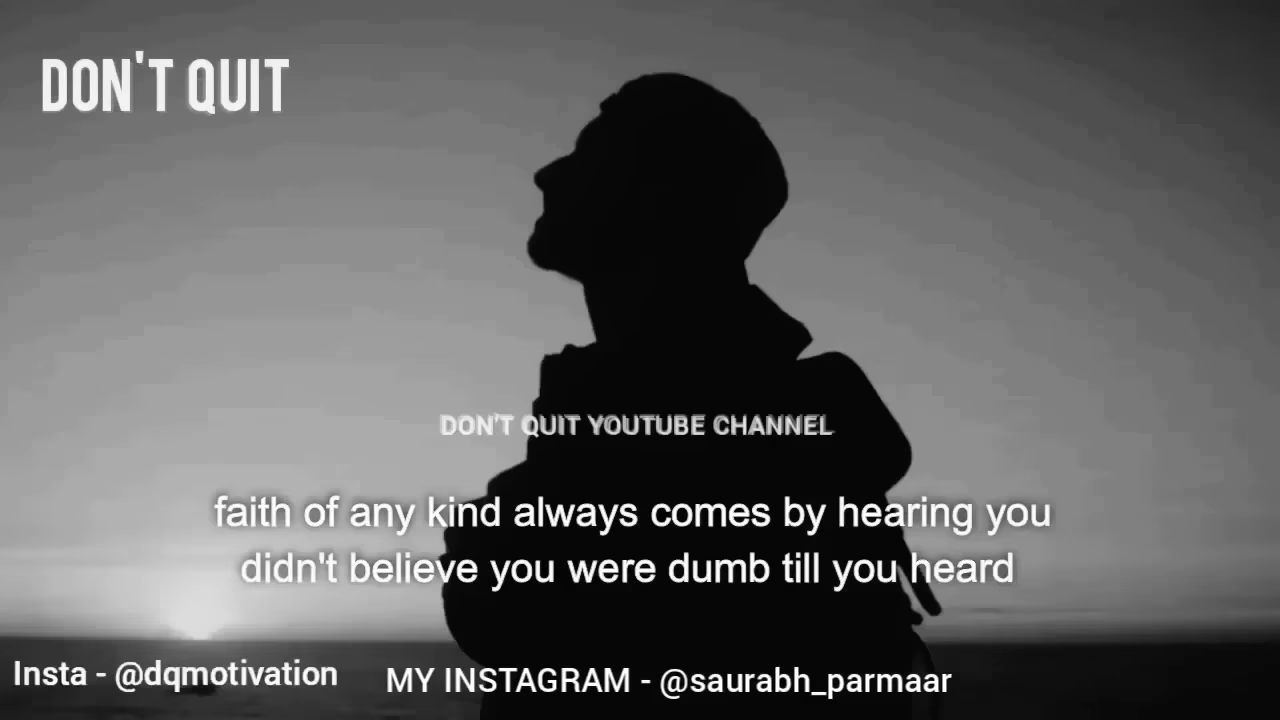 DON'T QUIT
DON'T QUIT YOUTUBE CHANNEL
faith of any kind always comes by hearing you
didn't believe you were dumb till you heard
Insta - @dqmotivation
MY INSTAGRAM - @saurabh_parmaar